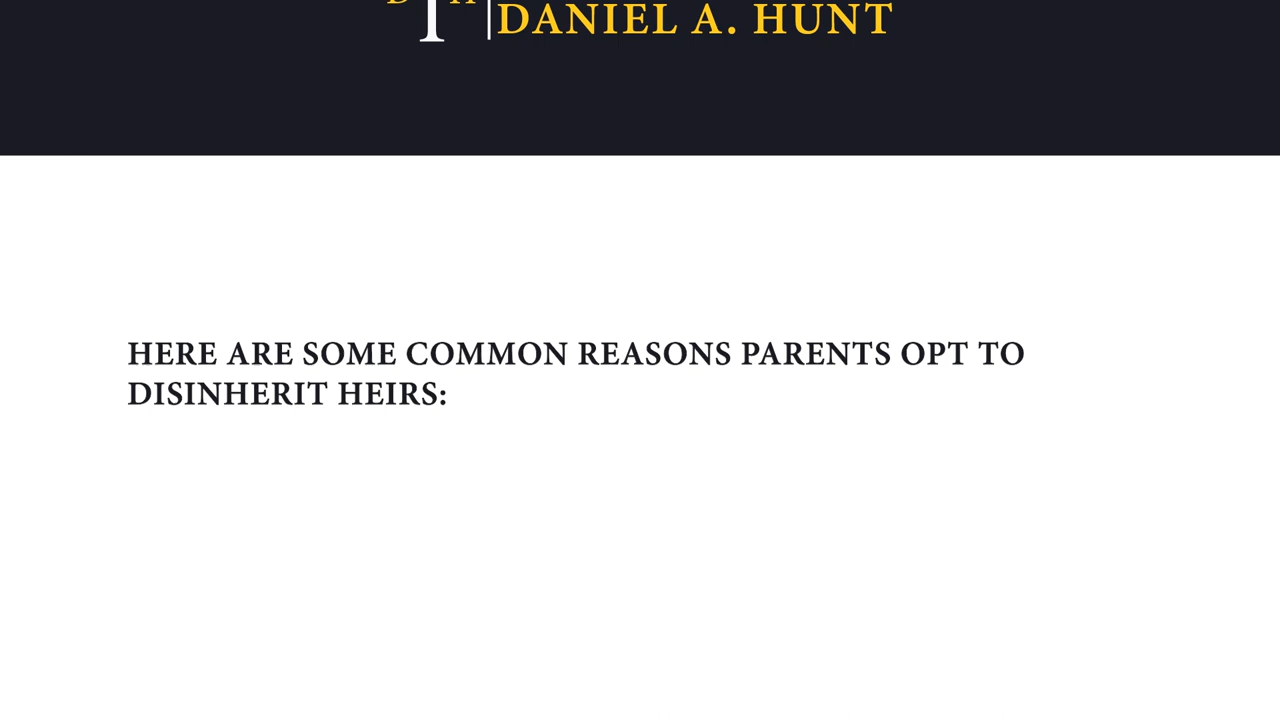 DANIEL A. HUNT
HERE ARE SOME COMMON REASONS PARENTS OPT TO
DISINHERIT HEIRS: